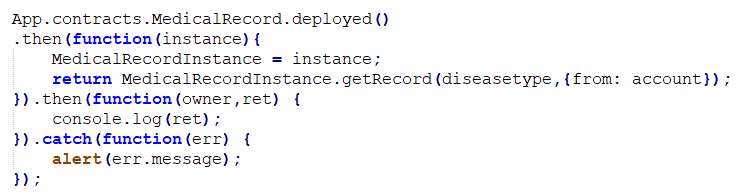 App.contracts.MedicalRecord.deployed()
.then(function(instance){
    MedicalRecordInstance = instance;
    return MedicalRecordInstance.getRecord(diseasetype,{from: account});
}).then(function(owner,ret) {
    console.log(ret);
}).catch(function(err) {
    alert(err.message);
});